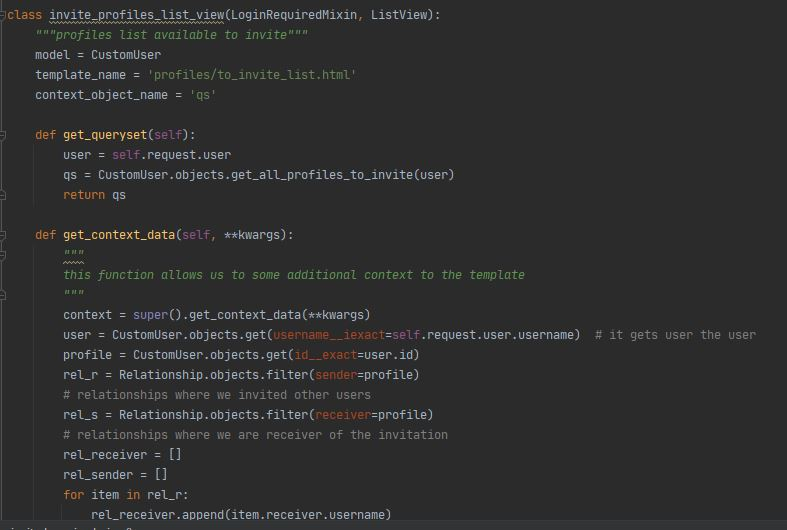 class invite_profiles_list_view(LoginRequiredMixin, ListView):
    """profiles list available to invite"""
    model = CustomUser
    template_name = 'profiles/to_invite_list.html'
    context_object_name = 'qs'

    def get_queryset(self):
        user = self.request.user
        qs = CustomUser.objects.get_all_profiles_to_invite(user)
        return qs

    def get_context_data(self, **kwargs):
        """
        this function allows us to some additional context to the template
        """
        context = super().get_context_data(**kwargs)
        user = CustomUser.objects.get(username__iexact=self.request.user.username)  # it gets user the user
        profile = CustomUser.objects.get(id__exact=user.id)
        rel_r = Relationship.objects.filter(sender=profile)
        # relationships where we invited other users
        rel_s = Relationship.objects.filter(receiver=profile)
        # relationships where we are receiver of the invitation
        rel_receiver = []
        rel_sender = []
        for item in rel_r:
            rel_receiver.append(item.receiver.username)